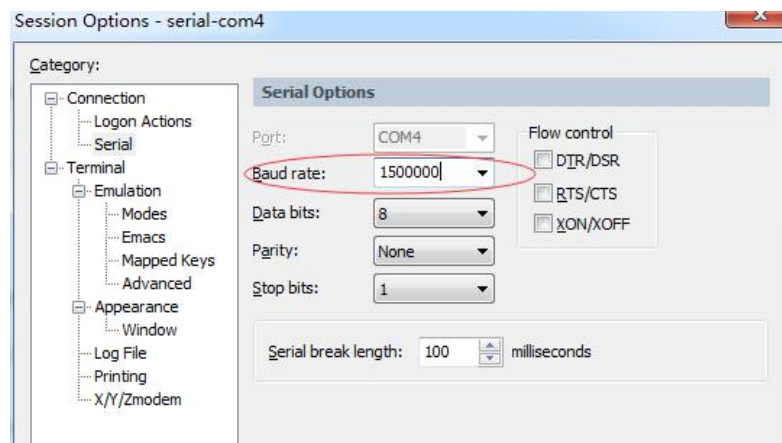 Session Options - serial-com4
Category:
Connection
Logon Actions
Serial
Terminal
Emulation
Modes
Emacs
Mapped Keys
Advanced
Appearance
Window
Log File
Printing
X/Y/Zmodem
Serial Options
Port: COM4
Baud rate: 1500000
Data bits: 8
Parity: None
Stop bits: 1
Flow control
DTR/DSR
RTS/CTS
XON/XOFF
Serial break length: 100 milliseconds